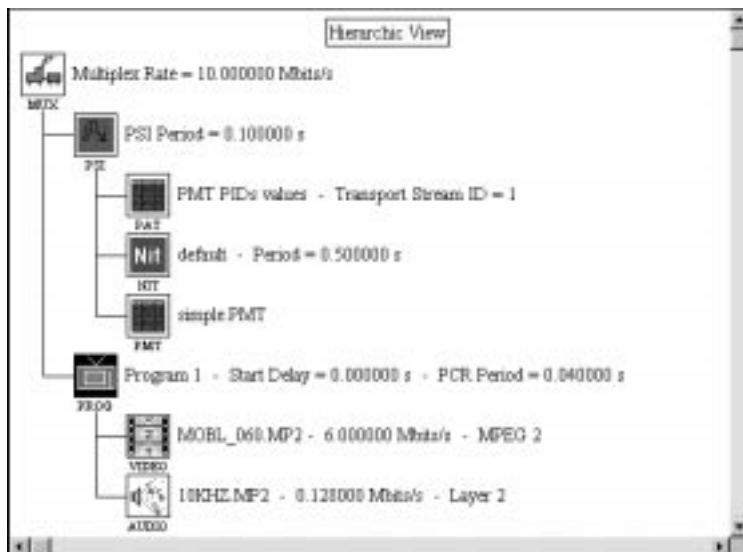 Hierarchic View
Multiplex Rate = 10.000000 Mbits/s
MUX
PSI Period = 0.100000 s
PSI
PMT PIDs values - Transport Stream ID = 1
PAT
Nit default - Period = 0.500000 s
NIT
simple PMT
PMT
Program 1 - Start Delay = 0.000000 s - PCR Period = 0.040000 s
PROG
MOBL_060.MP2 - 6.000000 Mbits/s - MPEG 2
VIDEO
10KHZ.MP2 - 0.128000 Mbits/s - Layer 2
AUDIO